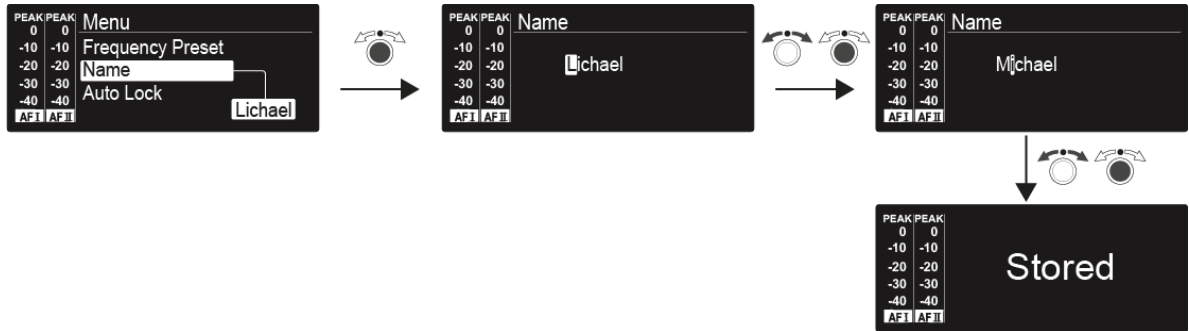 PEAK PEAK Menu
0 0
-10 -10 Frequency Preset
-20 -20 Name
-30 -30 Auto Lock
-40 -40 Lichael
AF I AF II
PEAK PEAK Name
0 0
-10 -10
-20 -20 Lichael
-30 -30
-40 -40
AF I AF II
PEAK PEAK Name
0 0
-10 -10
-20 -20 Michael
-30 -30
-40 -40
AF I AF II
PEAK PEAK
0 0
-10 -10
-20 -20 Stored
-30 -30
-40 -40
AF I AF II